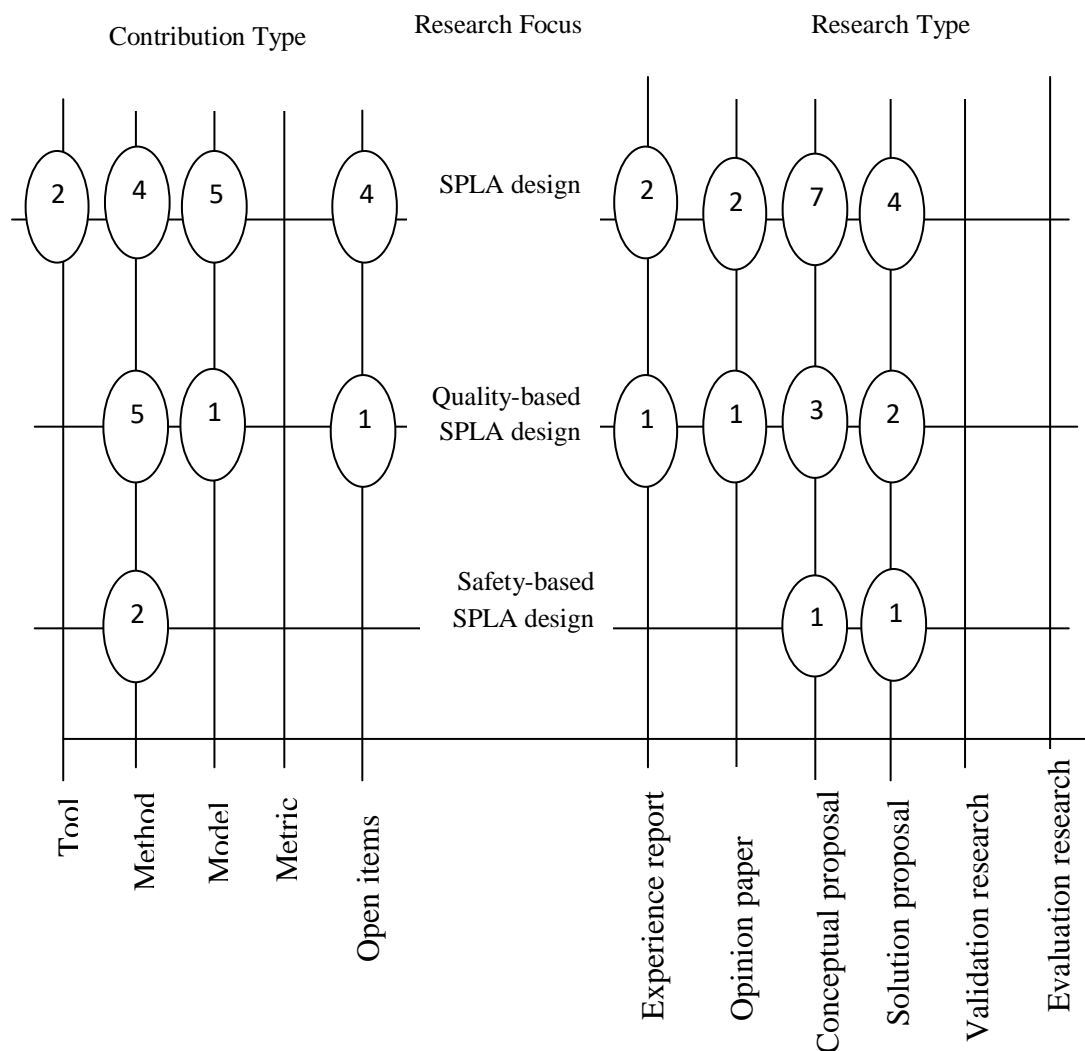 Contribution Type
Research Focus
Research Type
2
4
5
4
SPLA design
2
2
7
4
5
1
1
Quality-based
SPLA design
1
1
3
2
2
Safety-based
SPLA design
1
1
Tool
Method
Model
Metric
Open items
Experience report
Opinion paper
Conceptual proposal
Solution proposal
Validation research
Evaluation research